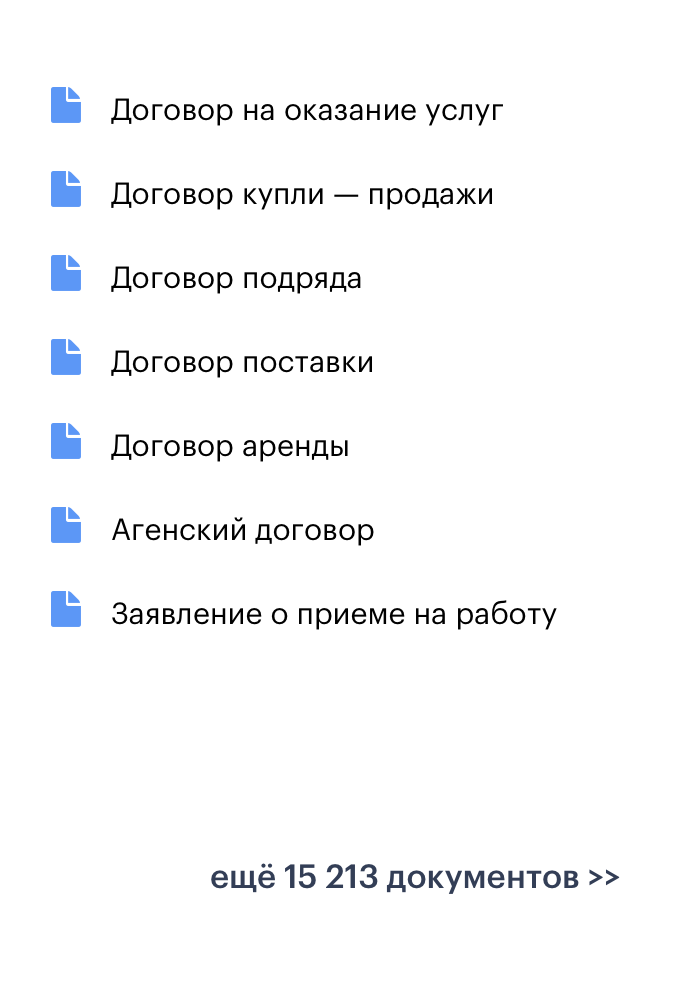 Договор на оказание услуг
Договор купли — продажи
Договор подряда
Договор поставки
Договор аренды
Агенский договор
Заявление о приеме на работу
ещё 15 213 документов >>